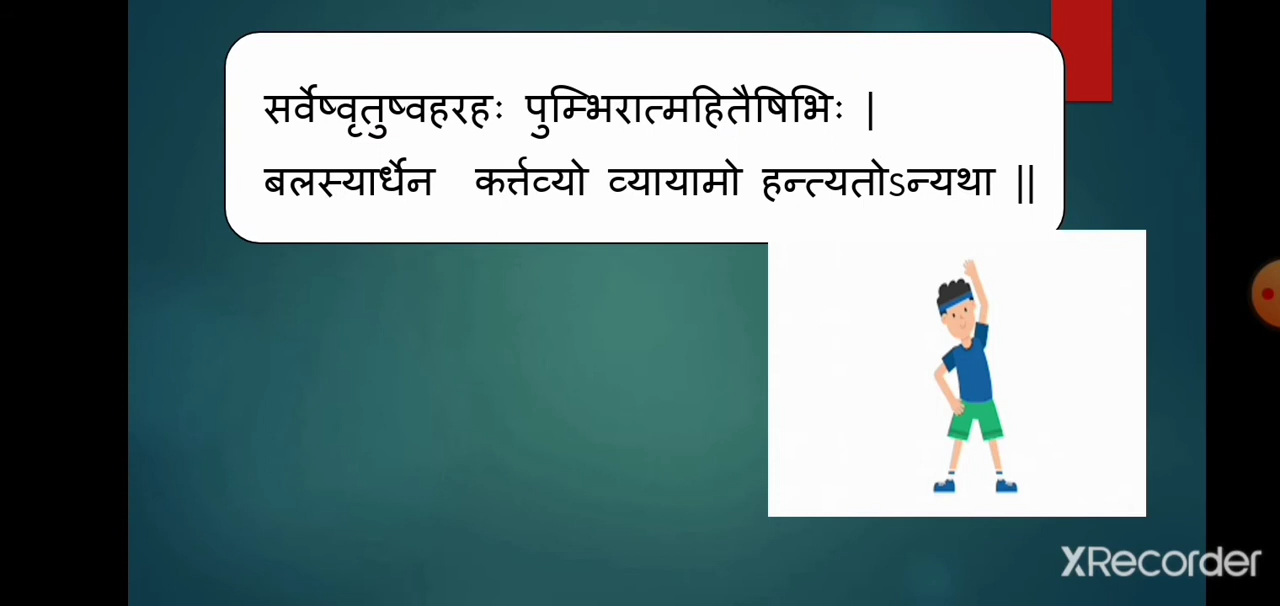 सर्वेष्वृतुष्वहरहः पुम्भिरात्महितैषिभिः |
बलस्यार्धेन कर्त्तव्यो व्यायामो हन्त्यतोऽन्यथा ||
XRecorder